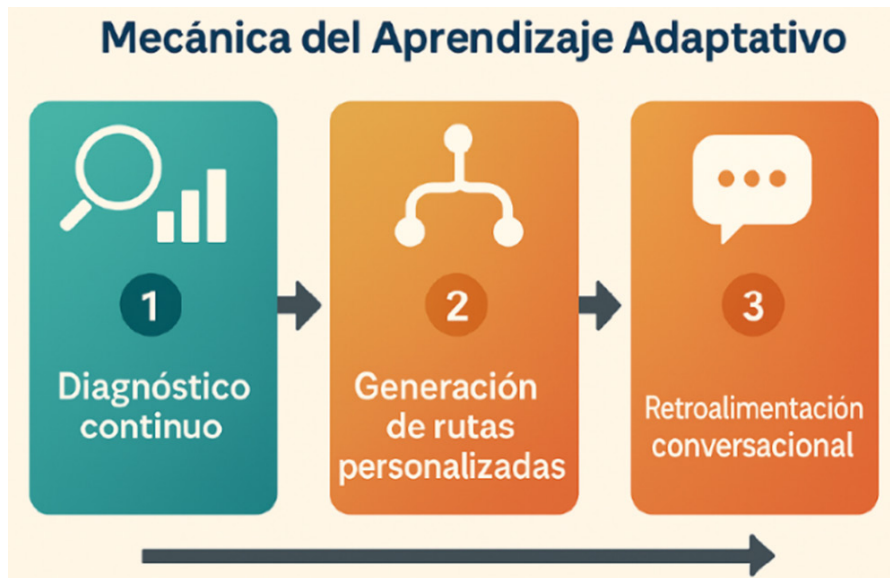 Mecánica del Aprendizaje Adaptativo
1
Diagnóstico
continuo
2
Generación
de rutas
personalizadas
3
Retroalimentación
conversacional